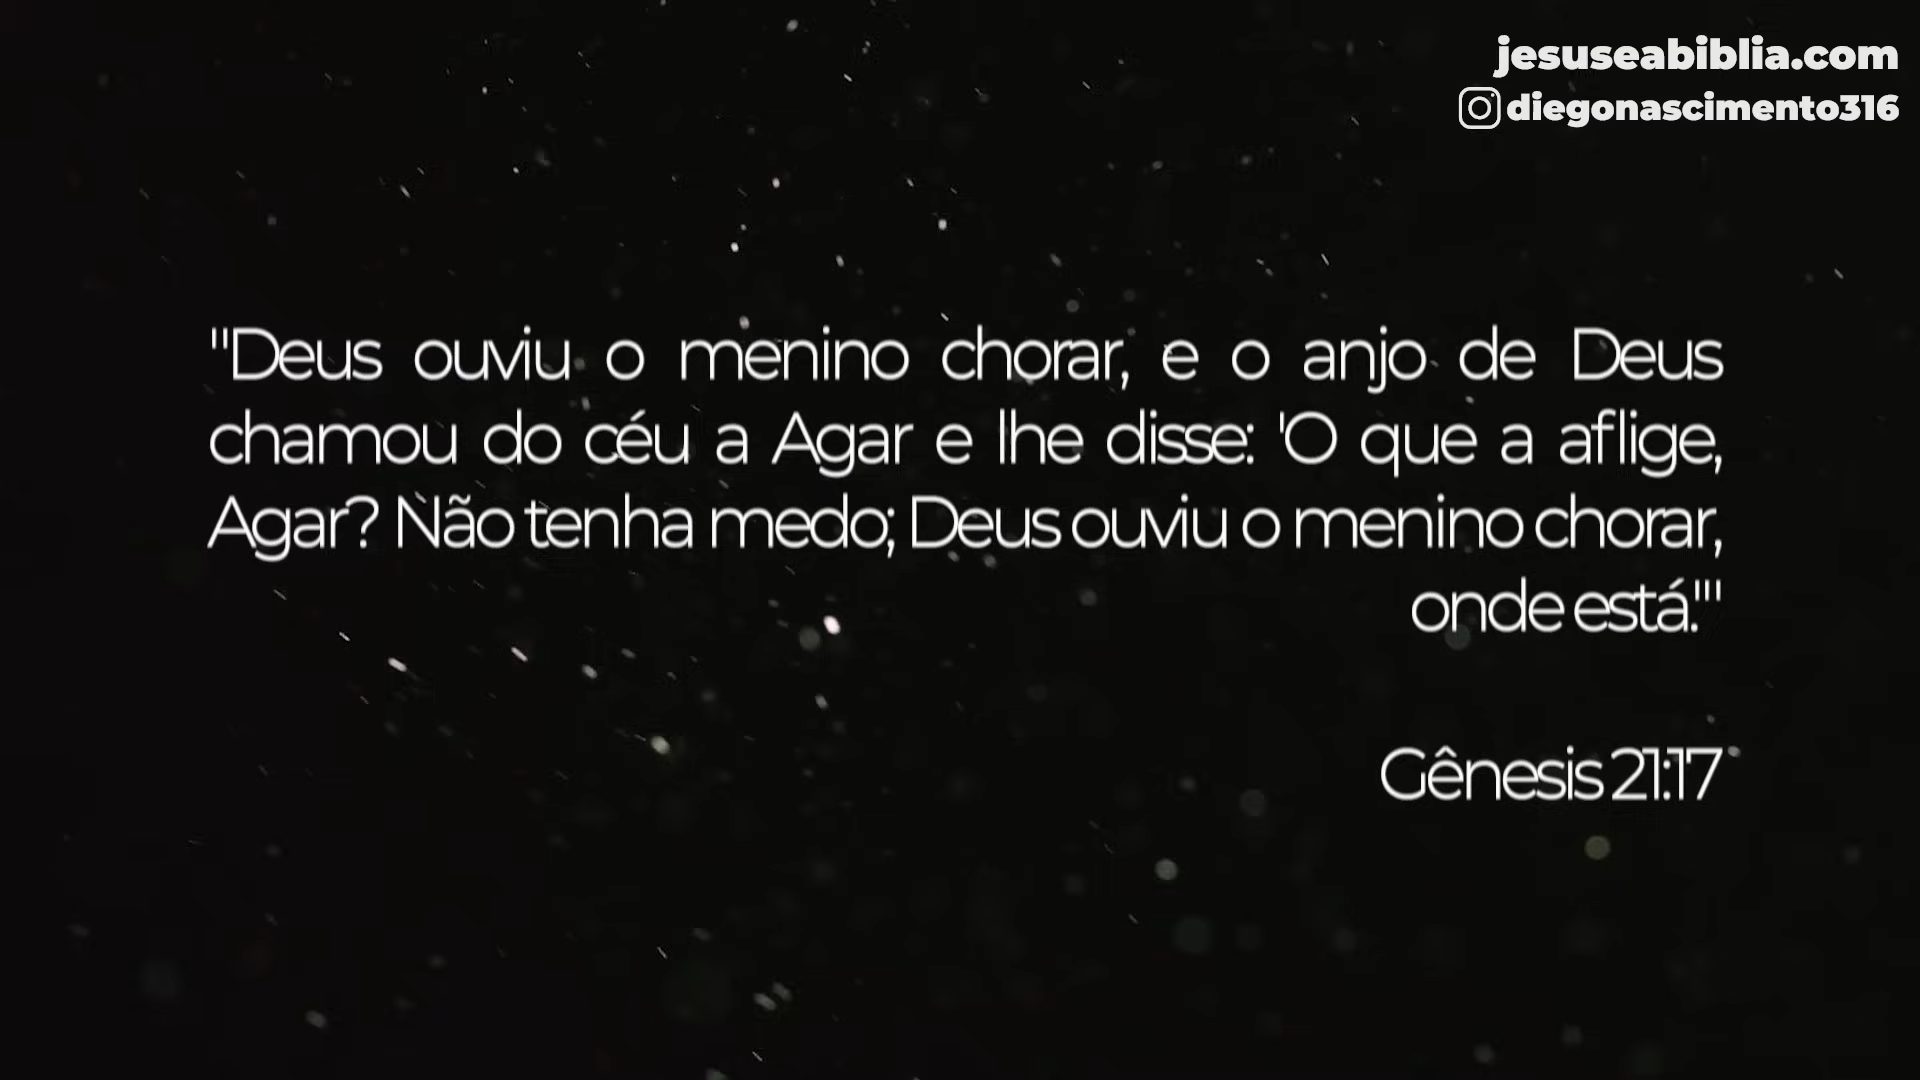 jesuseabiblia.com
diegonascimento316
"Deus ouviu o menino chorar, e o anjo de Deus
chamou do céu a Agar e lhe disse: 'O que a aflige,
Agar? Não tenha medo; Deus ouviu o menino chorar,
onde está."'
Gênesis 21:17